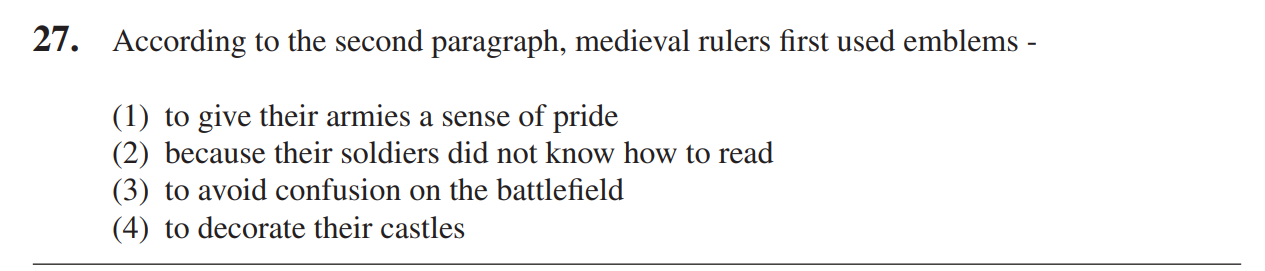 27. According to the second paragraph, medieval rulers first used emblems -
(1) to give their armies a sense of pride
(2) because their soldiers did not know how to read
(3) to avoid confusion on the battlefield
(4) to decorate their castles